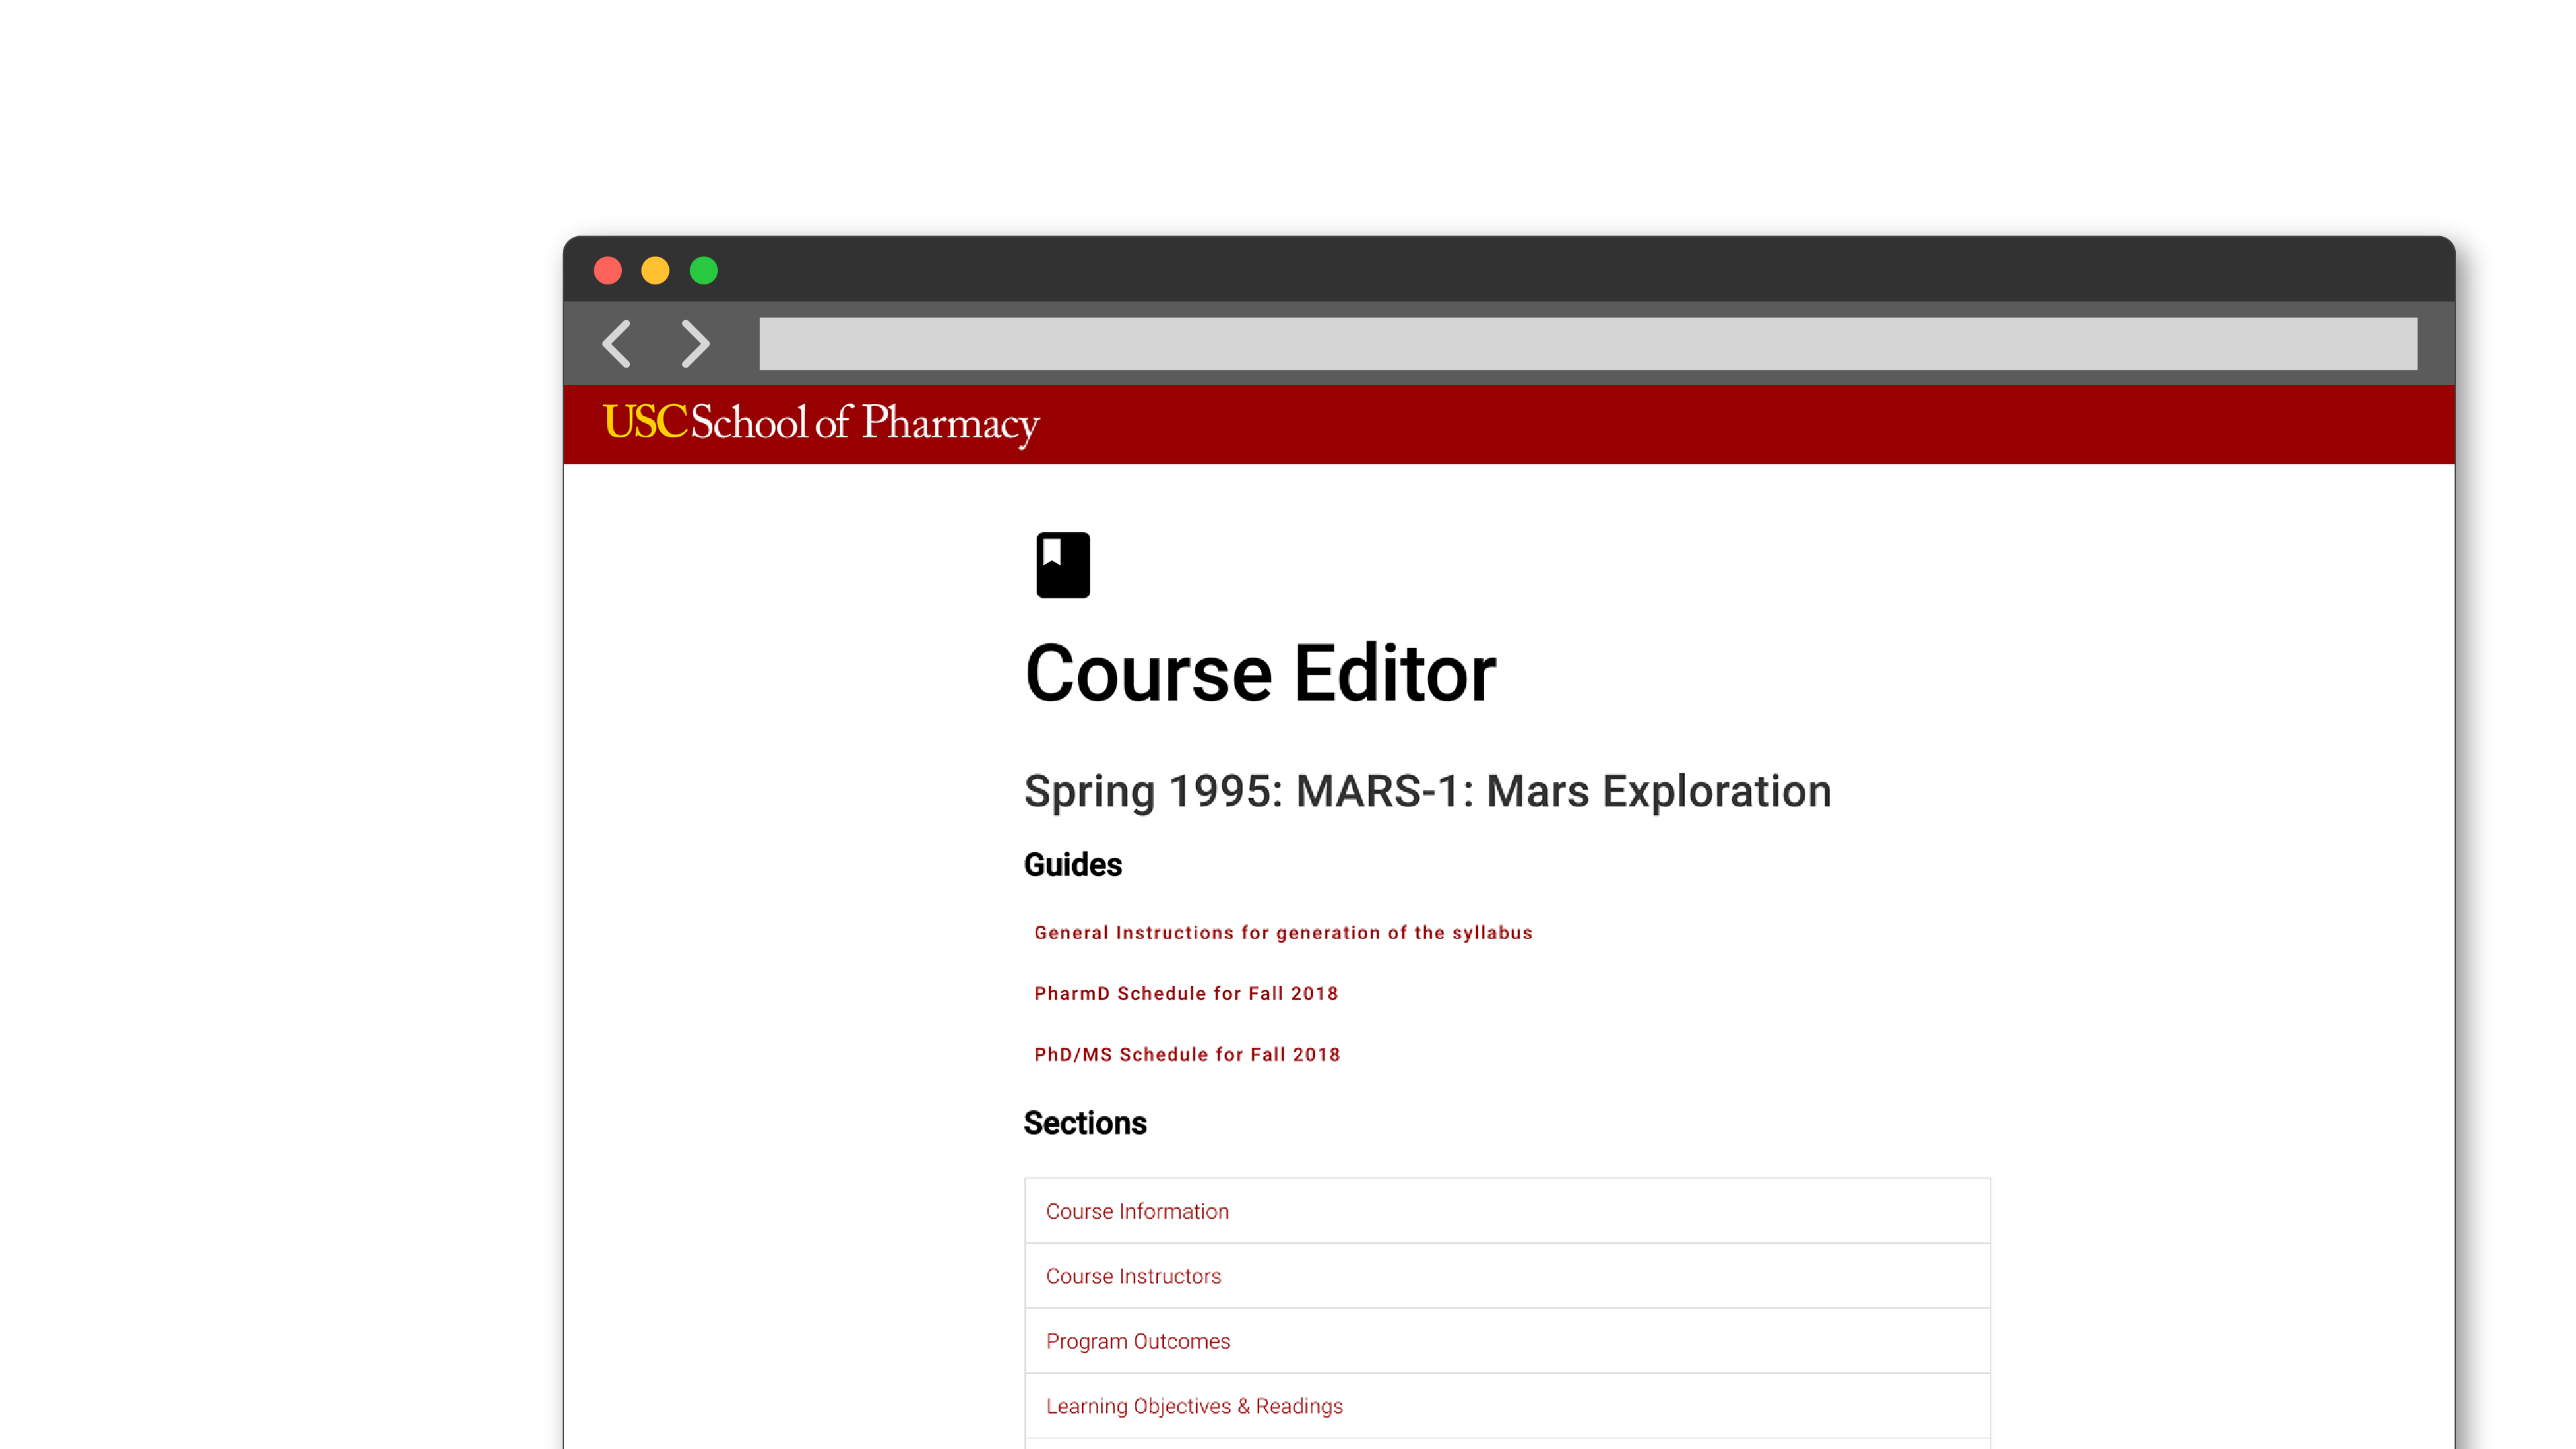 USC School of Pharmacy
Course Editor
Spring 1995: MARS-1: Mars Exploration
Guides
General Instructions for generation of the syllabus
PharmD Schedule for Fall 2018
PhD/MS Schedule for Fall 2018
Sections
Course Information
Course Instructors
Program Outcomes
Learning Objectives & Readings